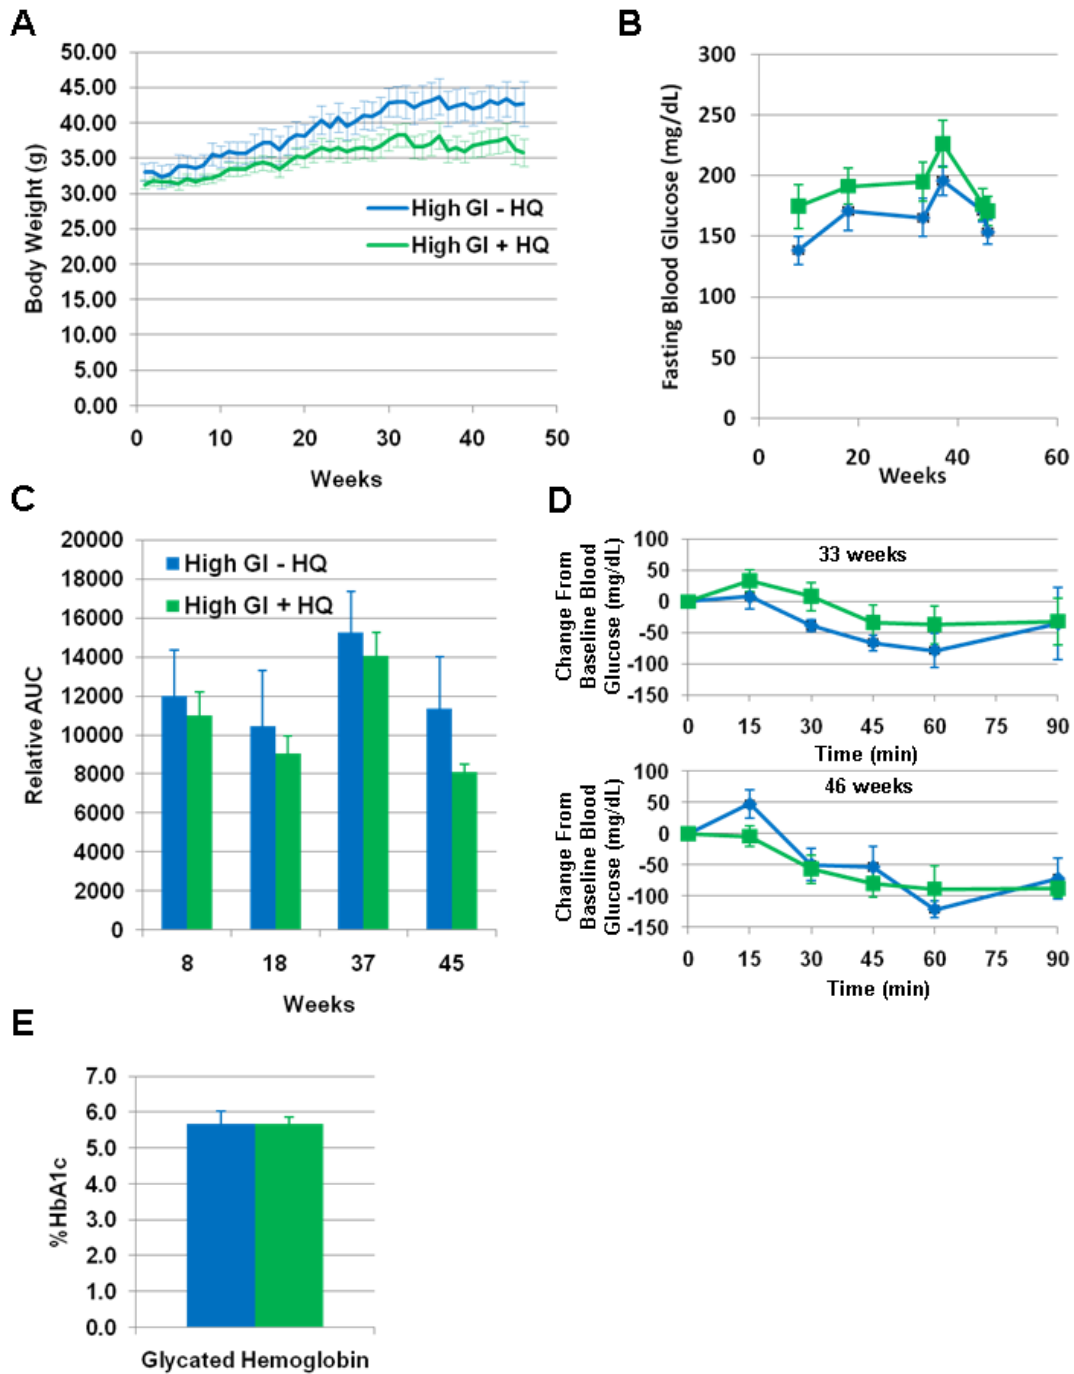 A
50.00
45.00
40.00
35.00
30.00
25.00
20.00
15.00
10.00
5.00
0.00
Body Weight (g)
High GI - HQ
High GI + HQ
0 10 20 30 40 50
Weeks
B
300
250
200
150
100
50
0
Fasting Blood Glucose (mg/dL)
0 20 40 60
Weeks
C
20000
18000
16000
14000
12000
10000
8000
6000
4000
2000
0
Relative AUC
High GI - HQ
High GI + HQ
8 18 37 45
Weeks
D
Change From
Baseline Blood
Glucose (mg/dL)
100
50
0
-50
-100
-150
33 weeks
0 15 30 45 60 75 90
Time (min)
Change From
Baseline Blood
Glucose (mg/dL)
100
50
0
-50
-100
-150
46 weeks
0 15 30 45 60 75 90
Time (min)
E
7.0
6.0
5.0
4.0
3.0
2.0
1.0
0.0
%HbA1c
Glycated Hemoglobin